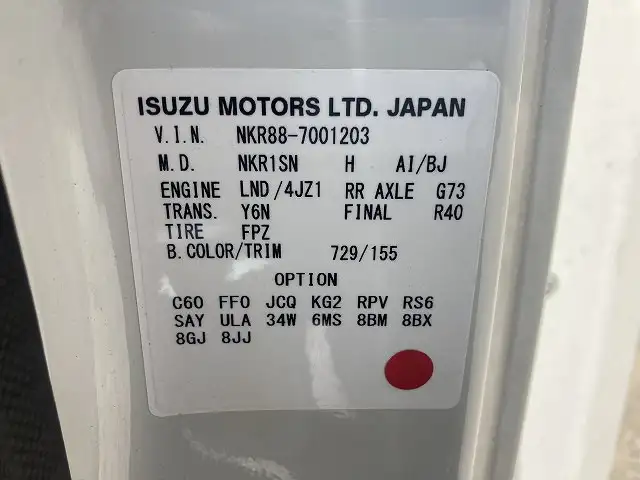 ISUZU MOTORS LTD. JAPAN
V.I.N. NKR88-7001203
M.D. NKR1SN H AI/BJ
ENGINE LND/4JZ1 RR AXLE G73
TRANS. Y6N FINAL R40
TIRE FPZ
B.COLOR/TRIM 729/155
OPTION
C60 FF0 JCQ KG2 RPV RS6
SAY ULA 34W 6MS 8BM 8BX
8GJ 8JJ